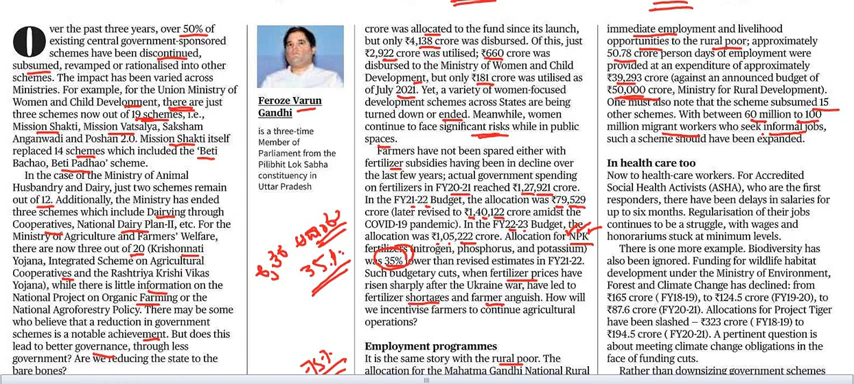 Over the past three years, over 50% of
existing central government-sponsored
schemes have been discontinued,
subsumed, revamped or rationalised into other
schemes. The impact has been varied across
Ministries. For example, for the Union Ministry of
Women and Child Development, there are just
three schemes now out of 19 schemes, i.e.,
Mission Shakti, Mission Vatsalya, Saksham
Anganwadi and Poshan 2.0. Mission Shakti itself
replaced 14 schemes which included the 'Beti
Bachao, Beti Padhao' scheme.
In the case of the Ministry of Animal
Husbandry and Dairy, just two schemes remain
out of 12. Additionally, the Ministry has ended
three schemes which include Dairying through
Cooperatives, National Dairy Plan-II, etc. For the
Ministry of Agriculture and Farmers' Welfare,
there are now three out of 20 (Krishonnati
Yojana, Integrated Scheme on Agricultural
Cooperatives and the Rashtriya Krishi Vikas
Yojana), while there is little information on the
National Project on Organic Farming or the
National Agroforestry Policy. There may be some
who believe that a reduction in government
schemes is a notable achievement. But does this
lead to better governance, through less
government? Are we reducing the state to the
bare bones?
Feroze Varun
Gandhi
is a three-time
Member of
Parliament from the
Pilibhit Lok Sabha
constituency in
Uttar Pradesh
35%
crore was allocated to the fund since its launch,
but only ₹4,138 crore was disbursed. Of this, just
₹2,922 crore was utilised; ₹660 crore was
disbursed to the Ministry of Women and Child
Development, but only ₹181 crore was utilised as
of July 2021. Yet, a variety of women-focused
development schemes across States are being
turned down or ended. Meanwhile, women
continue to face significant risks while in public
spaces.
Farmers have not been spared either with
fertilizer subsidies having been in decline over
the last few years; actual government spending
on fertilizers in FY20-21 reached ₹1,27,921 crore.
In the FY21-22 Budget, the allocation was ₹79,529
crore (later revised to ₹1,40,122 crore amidst the
COVID-19 pandemic). In the FY22-23 Budget, the
allocation was ₹1,05,222 crore. Allocation for NPK
fertilizers (nitrogen, phosphorus, and potassium)
was 35% lower than revised estimates in FY21-22.
Such budgetary cuts, when fertilizer prices have
risen sharply after the Ukraine war, have led to
fertilizer shortages and farmer anguish. How will
we incentivise farmers to continue agricultural
operations?
Employment programmes
It is the same story with the rural poor. The
allocation for the Mahatma Gandhi National Rural
immediate employment and livelihood
opportunities to the rural poor; approximately
50.78 crore person days of employment were
provided at an expenditure of approximately
₹39,293 crore (against an announced budget of
₹50,000 crore, Ministry for Rural Development).
One must also note that the scheme subsumed 15
other schemes. With between 60 million to 100
million migrant workers who seek informal jobs,
such a scheme should have been expanded.
In health care too
Now to health-care workers. For Accredited
Social Health Activists (ASHA), who are the first
responders, there have been delays in salaries for
up to six months. Regularisation of their jobs
continues to be a struggle, with wages and
honorariums stuck at minimum levels.
There is one more example. Biodiversity has
also been ignored. Funding for wildlife habitat
development under the Ministry of Environment,
Forest and Climate Change has declined: from
₹165 crore ( FY18-19), to ₹124.5 crore (FY19-20), to
₹87.6 crore (FY20-21). Allocations for Project Tiger
have been slashed – ₹323 crore ( FY18-19) to
₹194.5 crore ( FY20-21). A pertinent question is
about meeting climate change obligations in the
face of funding cuts.
Rather than downsizing government schemes